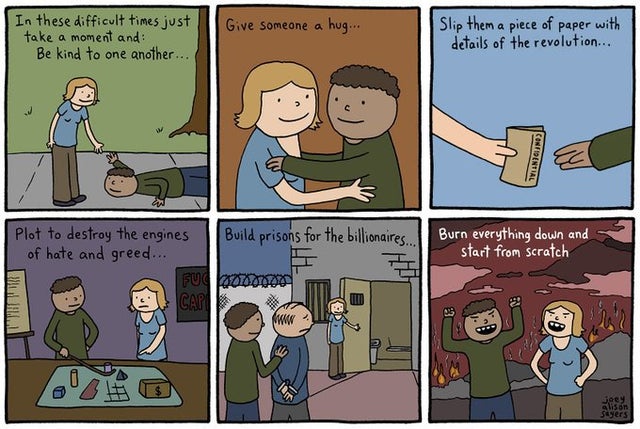 In these difficult times just
take a moment and:
Be kind to one another...
Give someone a hug...
Slip them a piece of paper with
details of the revolution...
CONFIDENTIAL
Plot to destroy the engines
of hate and greed...
FUC
CAPI
$
Build prisons for the billionaires...
Burn everything down and
start from scratch
joey
alison
sayers